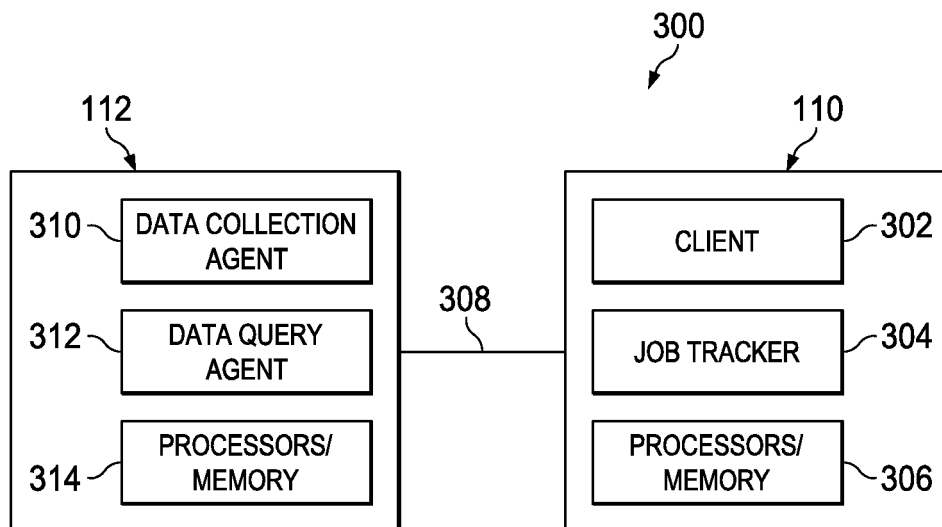 300
112
110
310
DATA COLLECTION
AGENT
CLIENT
302
308
312
DATA QUERY
AGENT
JOB TRACKER
304
314
PROCESSORS/
MEMORY
PROCESSORS/
MEMORY
306